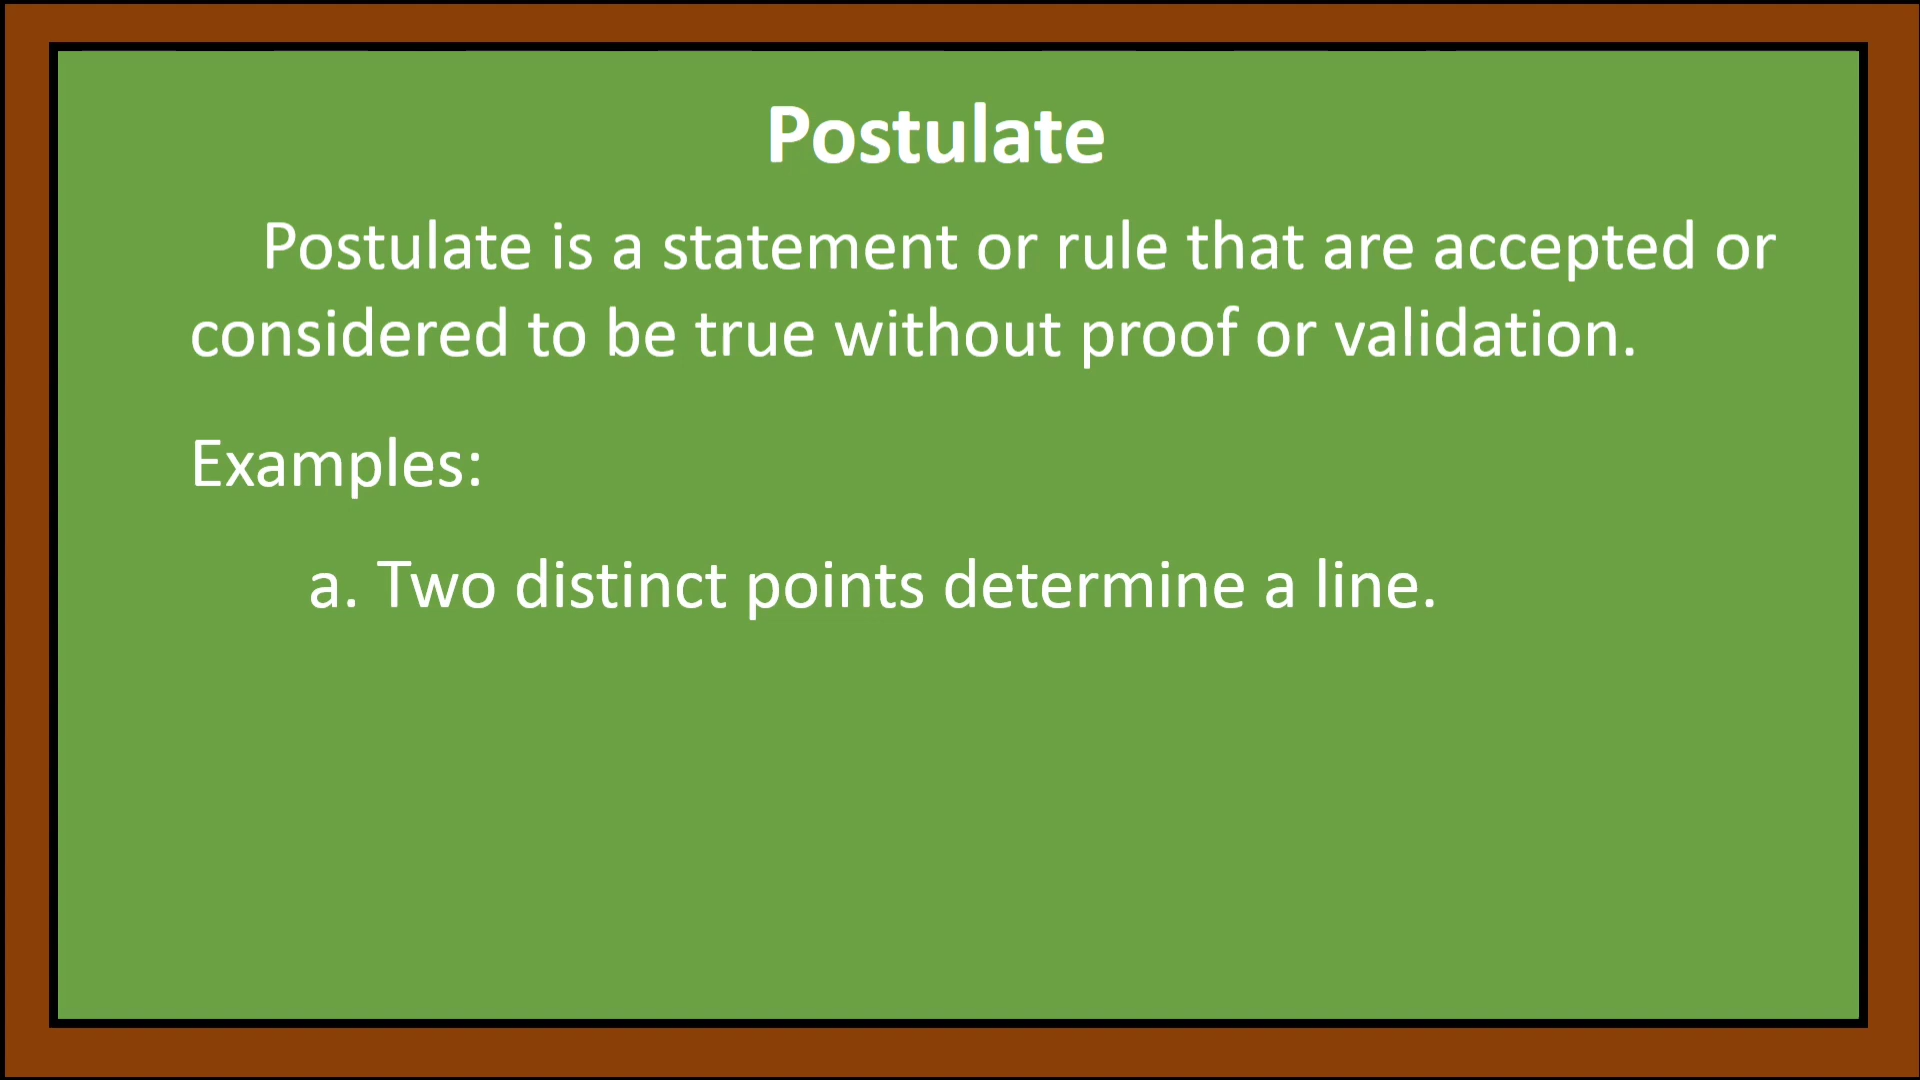 Postulate
Postulate is a statement or rule that are accepted or
considered to be true without proof or validation.
Examples:
a. Two distinct points determine a line.